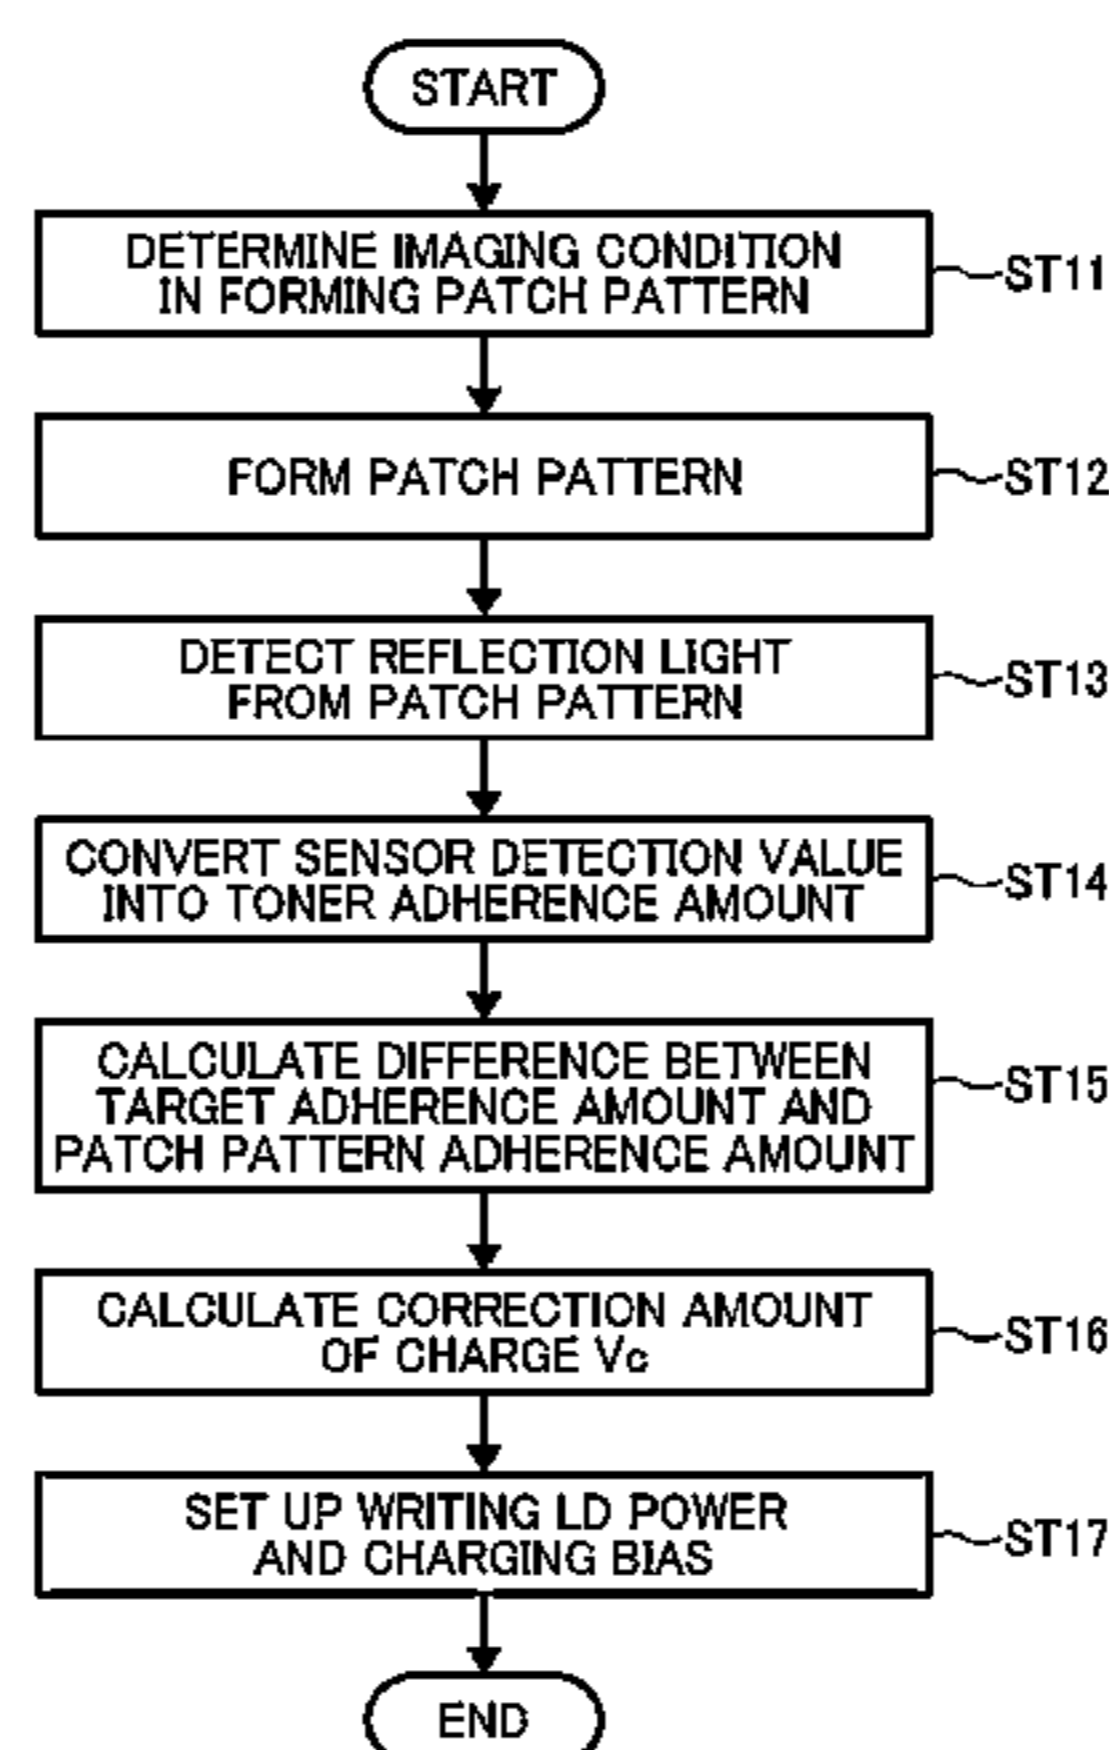 START
DETERMINE IMAGING CONDITION
IN FORMING PATCH PATTERN
ST11
FORM PATCH PATTERN
ST12
DETECT REFLECTION LIGHT
FROM PATCH PATTERN
ST13
CONVERT SENSOR DETECTION VALUE
INTO TONER ADHERENCE AMOUNT
ST14
CALCULATE DIFFERENCE BETWEEN
TARGET ADHERENCE AMOUNT AND
PATCH PATTERN ADHERENCE AMOUNT
ST15
CALCULATE CORRECTION AMOUNT
OF CHARGE Vc
ST16
SET UP WRITING LD POWER
AND CHARGING BIAS
ST17
END